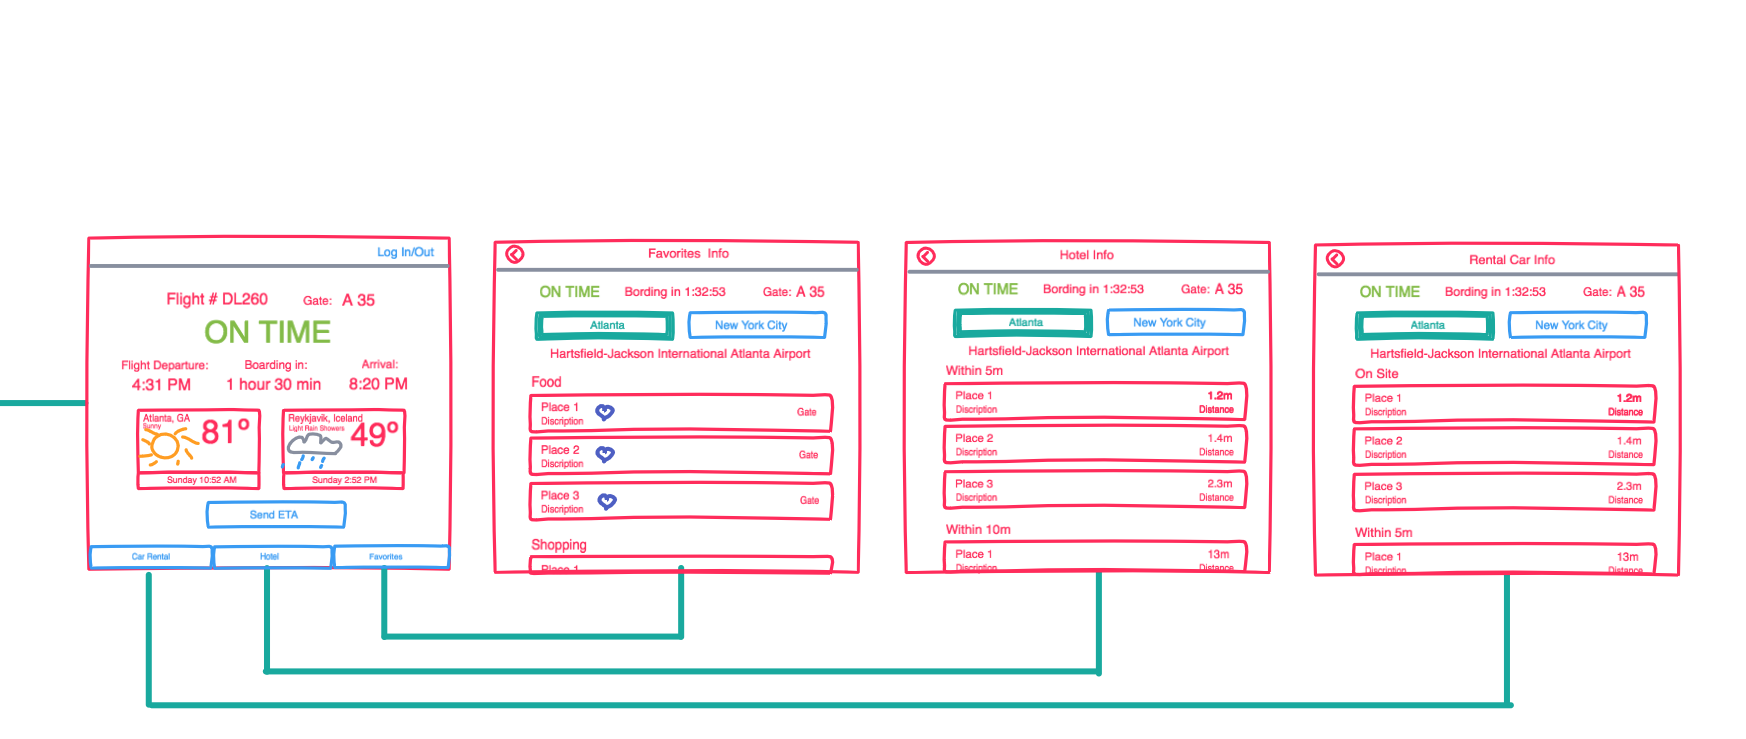 Log In/Out
Flight # DL260 Gate: A 35
ON TIME
Flight Departure: Boarding in: Arrival:
4:31 PM 1 hour 30 min 8:20 PM
Atlanta, GA
Sunny
81º
Sunday 10:52 AM
Reykjavik, Iceland
Light Rain Showers
49º
Sunday 2:52 PM
Send ETA
Car Rental Hotel Favorites
Favorites Info
ON TIME Bording in 1:32:53 Gate: A 35
Atlanta New York City
Hartsfield-Jackson International Atlanta Airport
Food
Place 1 Gate
Discription
Place 2 Gate
Discription
Place 3 Gate
Discription
Shopping
Place 1
Hotel Info
ON TIME Bording in 1:32:53 Gate: A 35
Atlanta New York City
Hartsfield-Jackson International Atlanta Airport
Within 5m
Place 1 1.2m
Discription Distance
Place 2 1.4m
Discription Distance
Place 3 2.3m
Discription Distance
Within 10m
Place 1 13m
Discription Distance
Rental Car Info
ON TIME Bording in 1:32:53 Gate: A 35
Atlanta New York City
Hartsfield-Jackson International Atlanta Airport
On Site
Place 1 1.2m
Discription Distance
Place 2 1.4m
Discription Distance
Place 3 2.3m
Discription Distance
Within 5m
Place 1 13m
Discription Distance